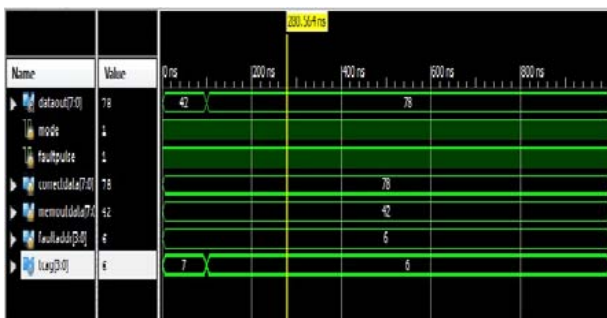 280.564 ns
Name Value 0 ns 200 ns 400 ns 600 ns 800 ns
dataout[7:0] 78 42 78
mode 1
faultpulse 1
correctdata[7:0] 78 78
memoutdata[7:0 42 42
faultaddr[3:0] 6 6
tcag[3:0] 6 7 6